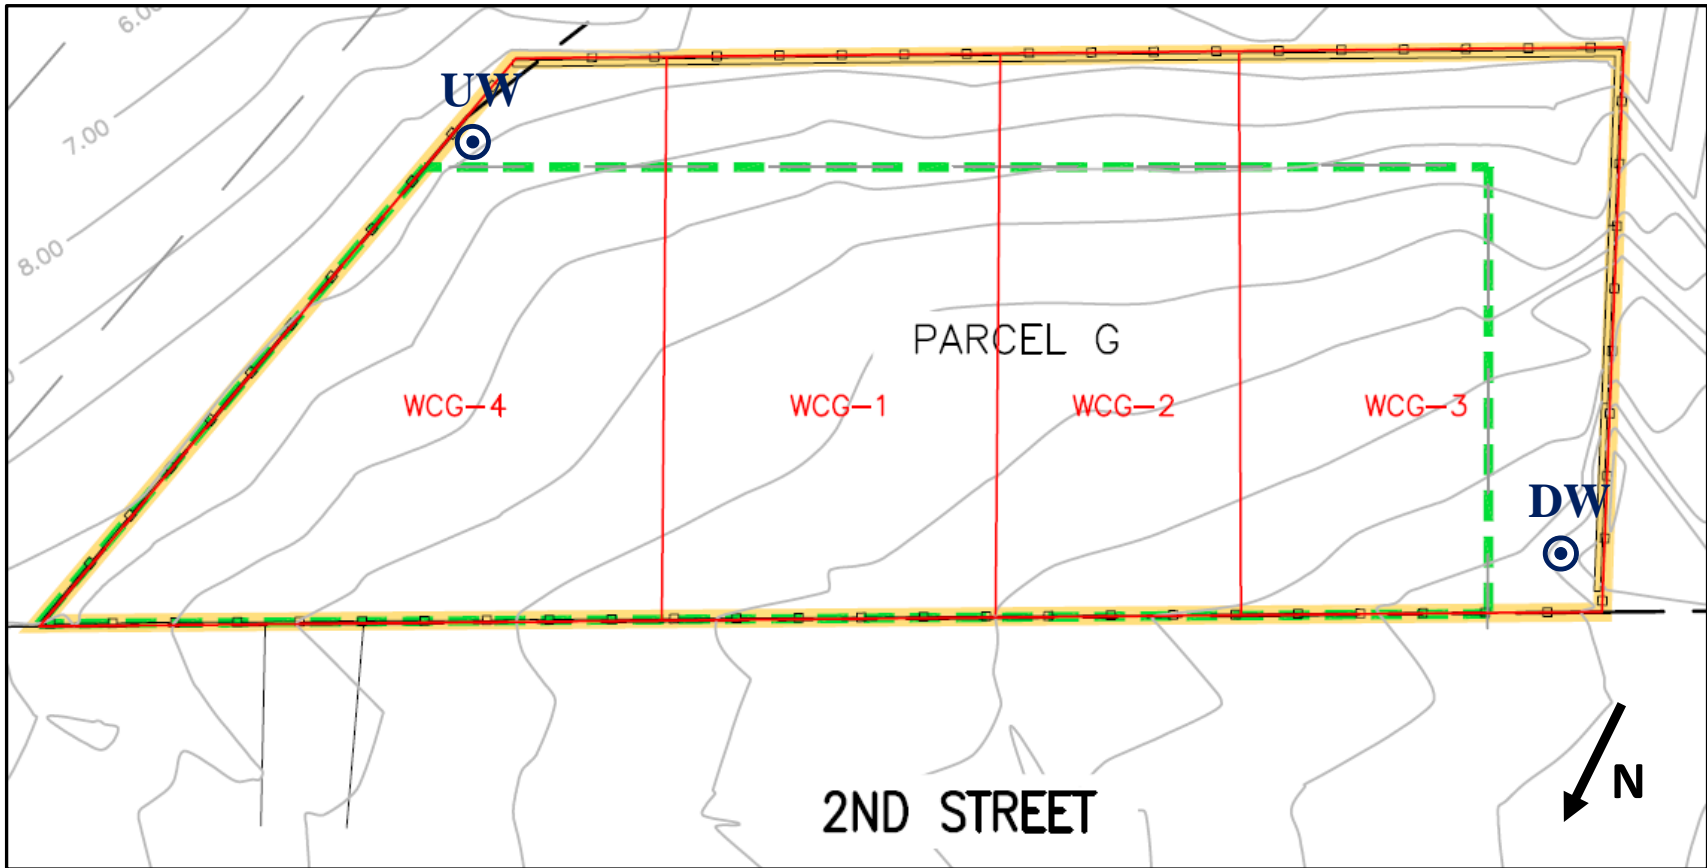 6.00
UW
7.00
8.00
PARCEL G
WCG-4
WCG-1
WCG-2
WCG-3
DW
N
2ND STREET